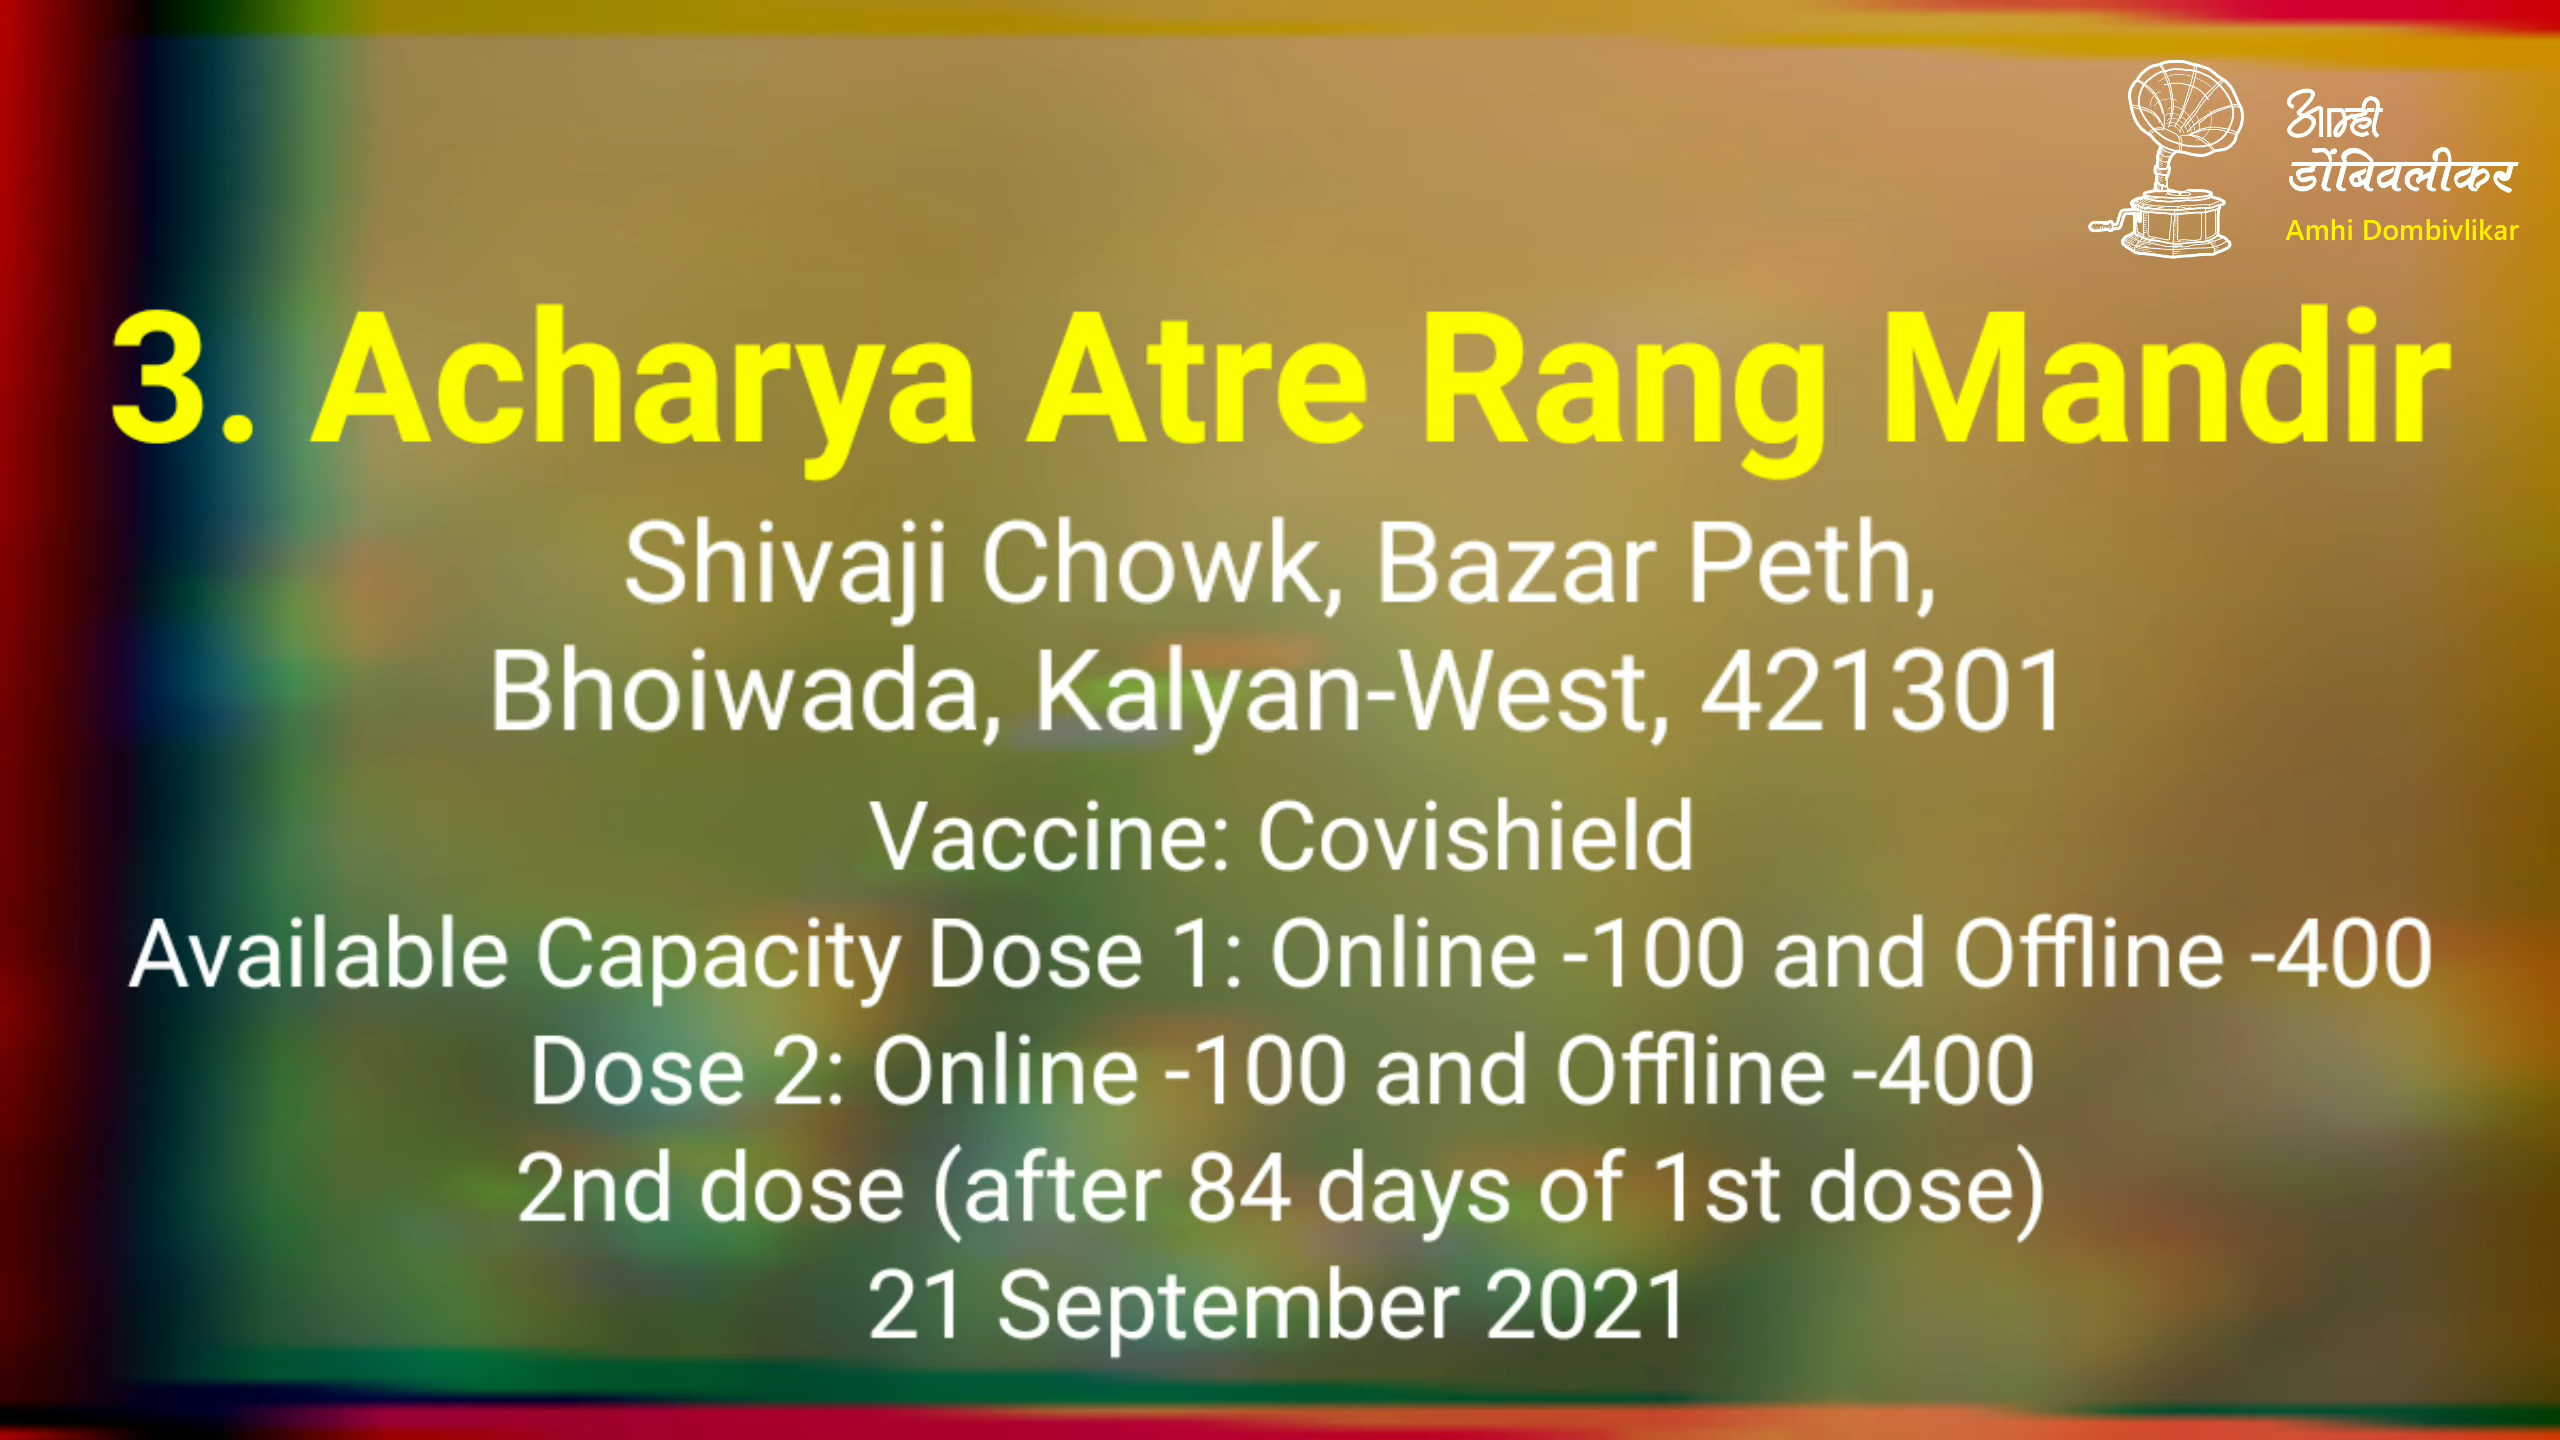 आम्ही
डोंबिवलीकर
Amhi Dombivlikar
3. Acharya Atre Rang Mandir
Shivaji Chowk, Bazar Peth,
Bhoiwada, Kalyan-West, 421301
Vaccine: Covishield
Available Capacity Dose 1: Online -100 and Offline -400
Dose 2: Online -100 and Offline -400
2nd dose (after 84 days of 1st dose)
21 September 2021